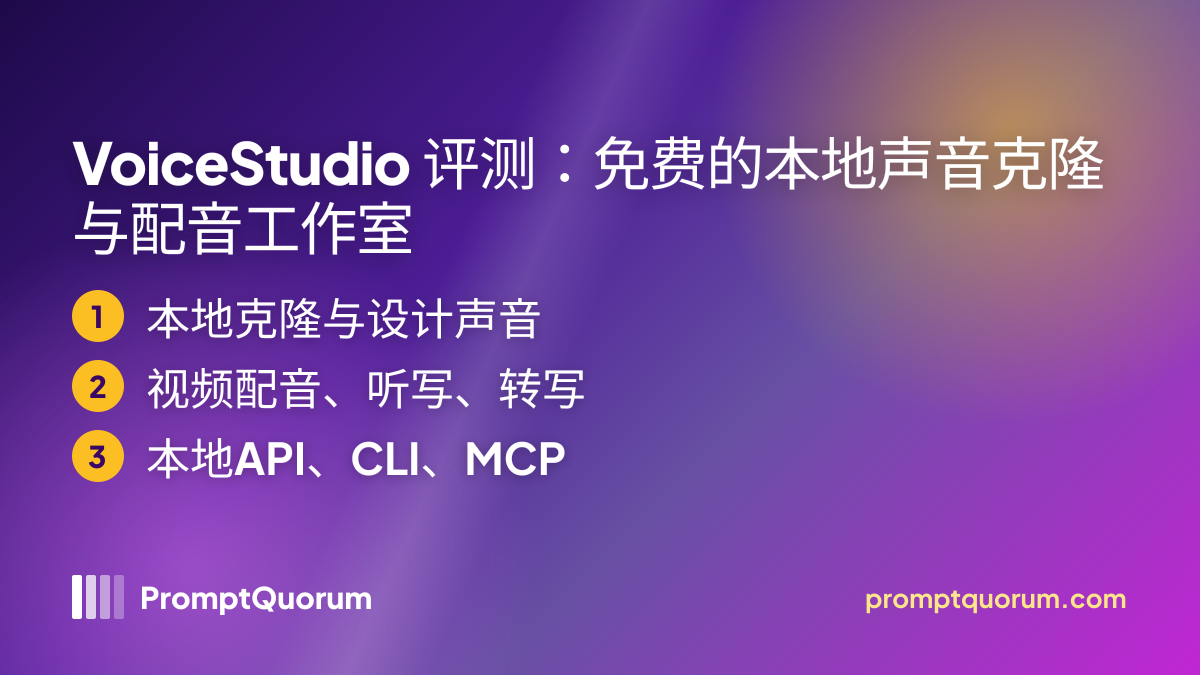 VoiceStudio 评测：免费的本地声音克隆
与配音工作室
1 本地克隆与设计声音
2 视频配音、听写、转写
3 本地API、CLI、MCP
PromptQuorum
promptquorum.com